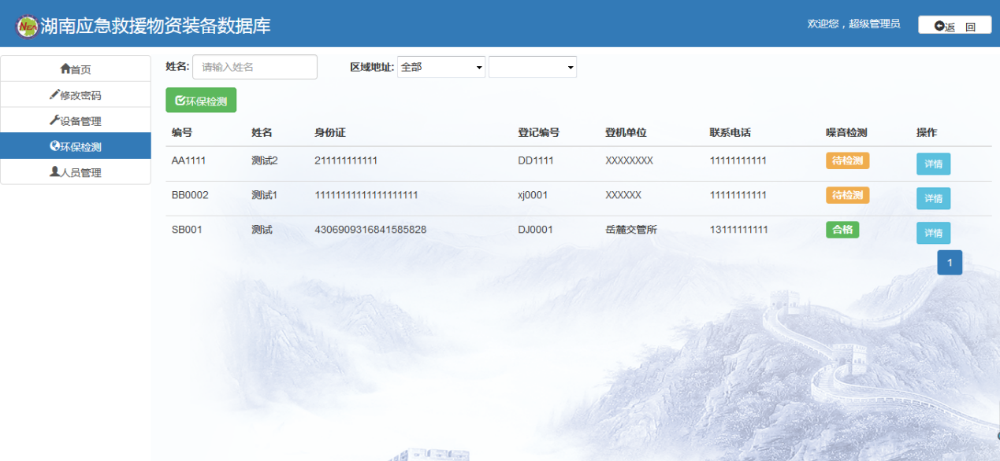 NEA 湖南应急救援物资装备数据库
欢迎您，超级管理员
返 回
首页
修改密码
设备管理
环保检测
人员管理
姓名: 请输入姓名 区域地址: 全部
环保检测
编号 姓名 身份证 登记编号 登机单位 联系电话 噪音检测 操作
AA1111 测试2 211111111111 DD1111 XXXXXXXX 11111111111 待检测 详情
BB0002 测试1 11111111111111111111 xj0001 XXXXXX 11111111111 待检测 详情
SB001 测试 4306909316841585828 DJ0001 岳麓交管所 13111111111 合格 详情
1